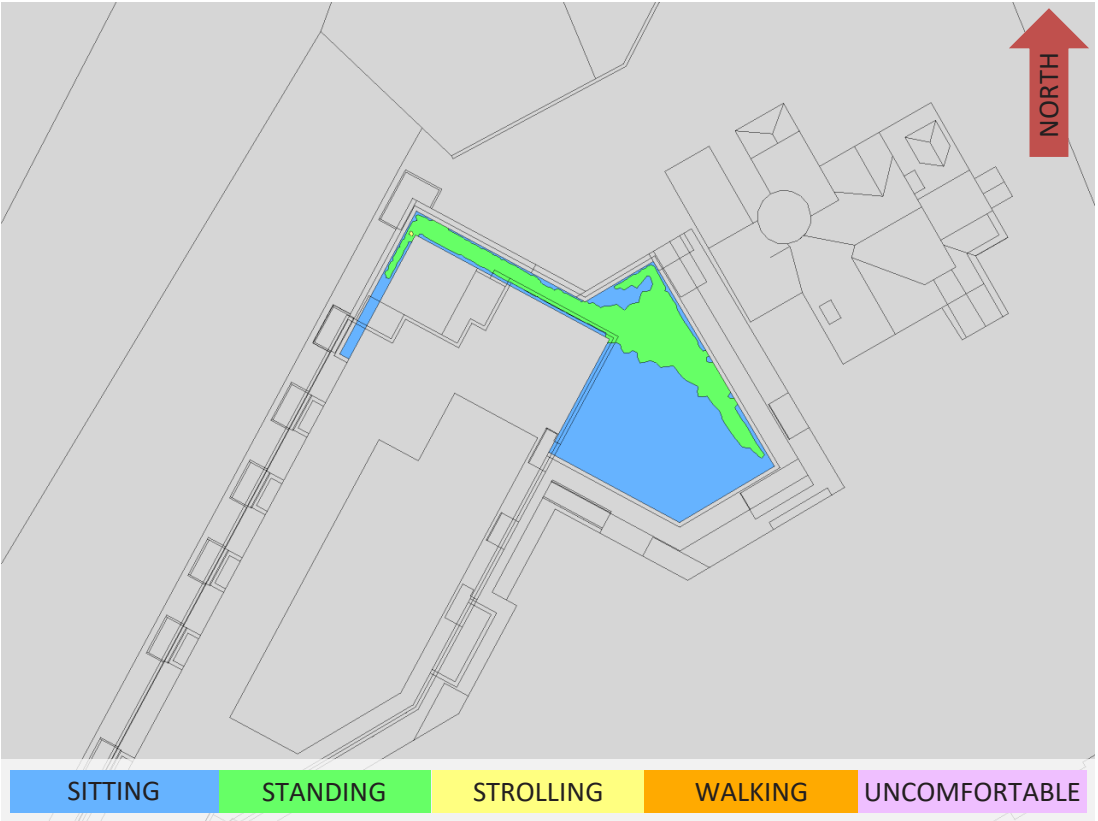 NORTH
SITTING
STANDING
STROLLING
WALKING
UNCOMFORTABLE